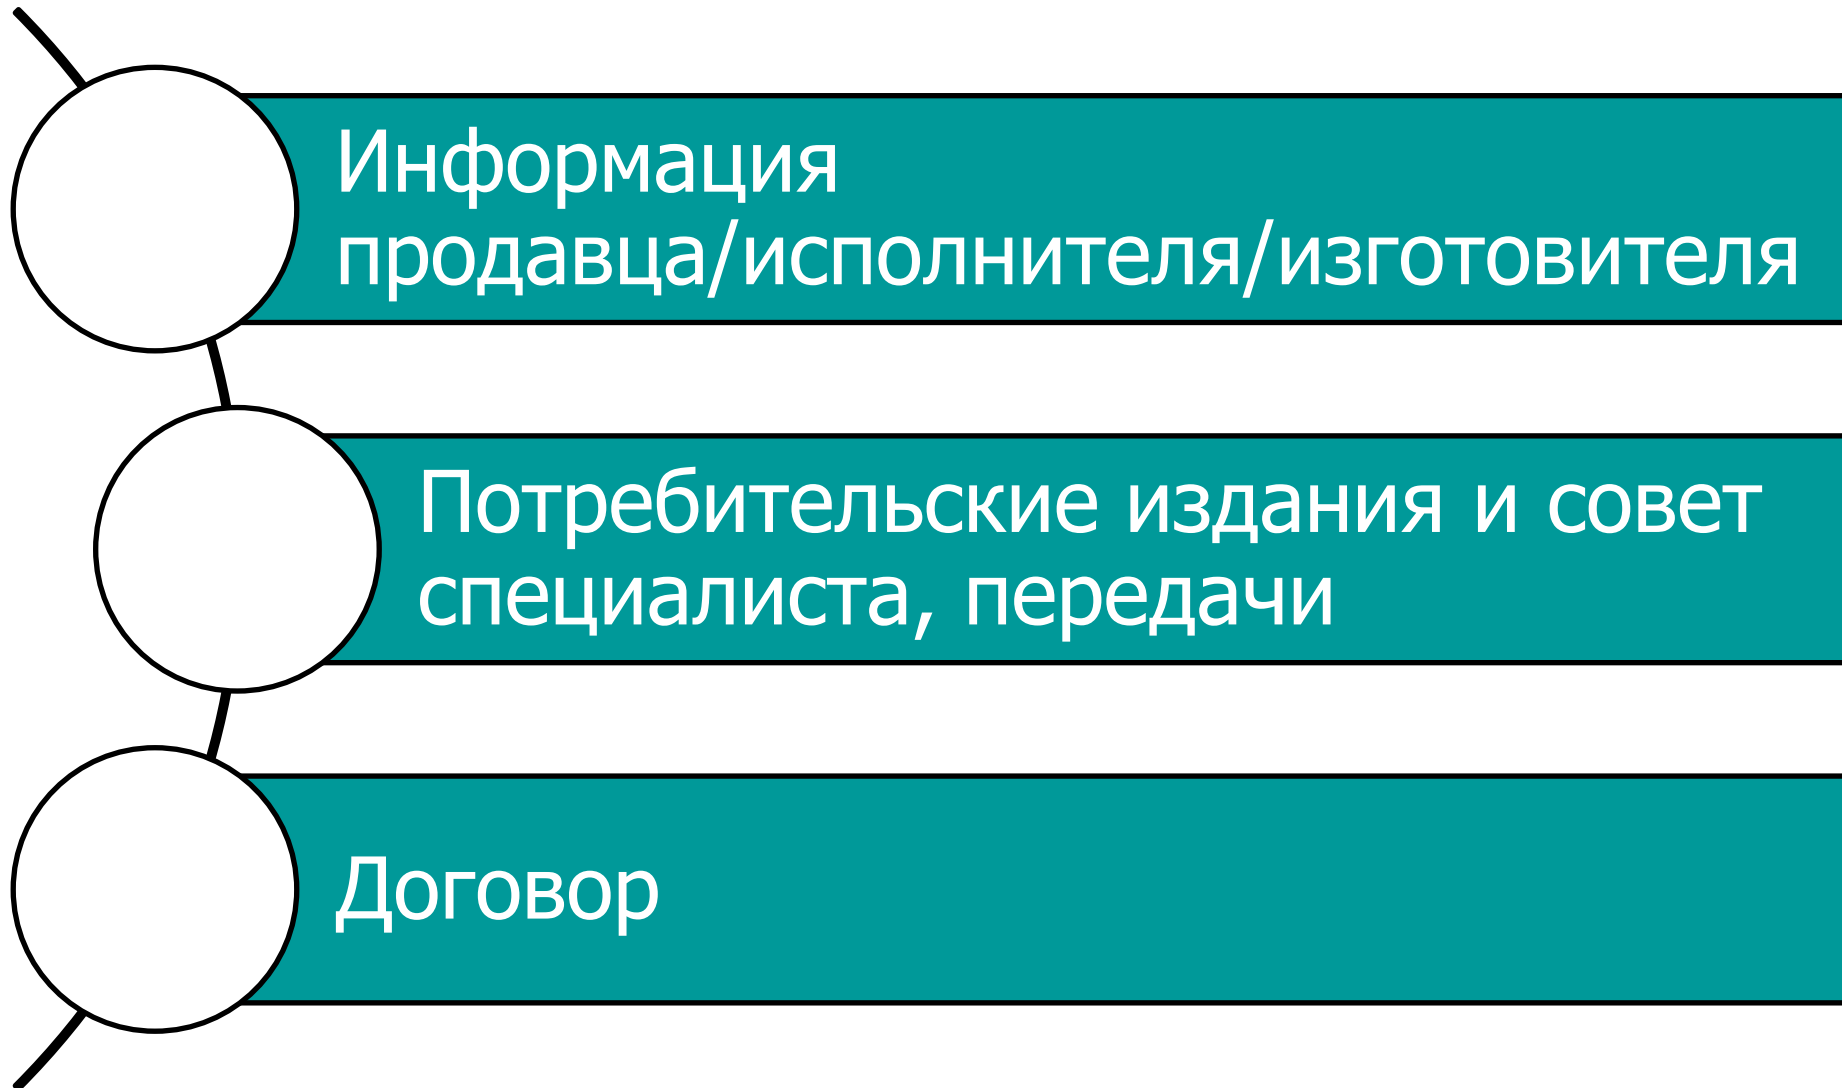 Информация
продавца/исполнителя/изготовителя
Потребительские издания и совет
специалиста, передачи
Договор